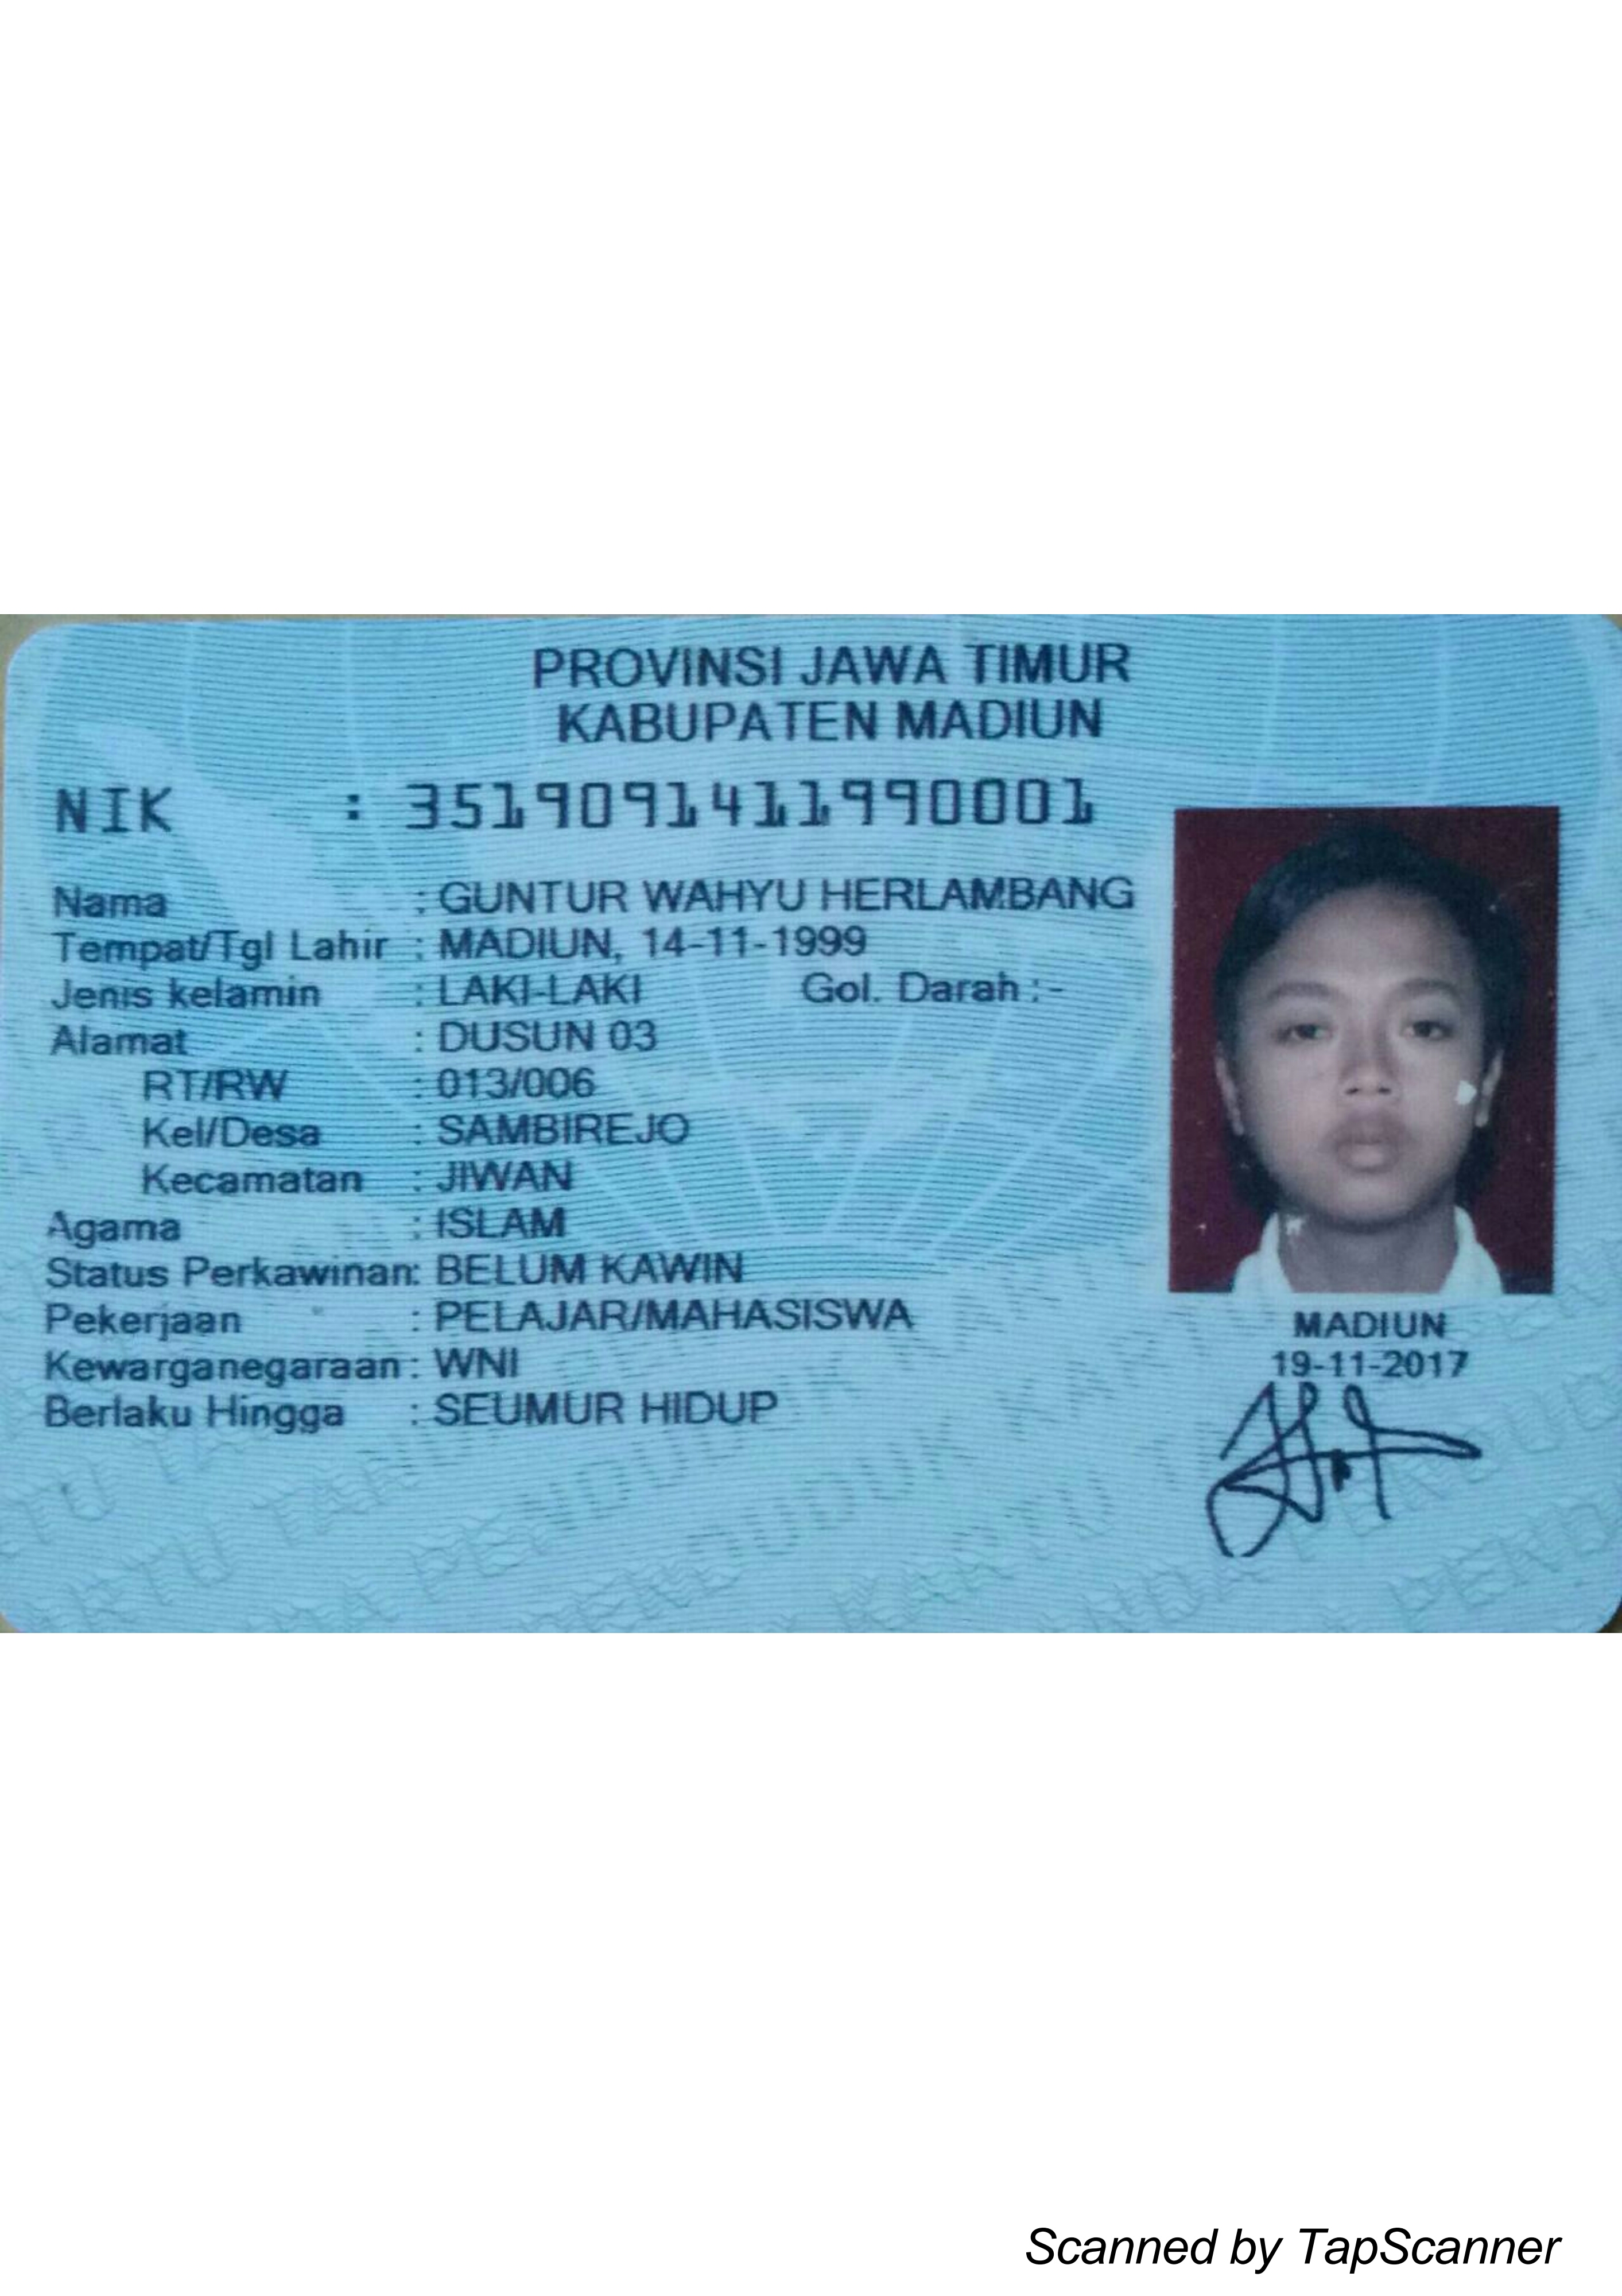 PROVINSI JAWA TIMUR
KABUPATEN MADIUN
NIK : 3519091411990001
Nama : GUNTUR WAHYU HERLAMBANG
Tempat/Tgl Lahir : MADIUN, 14-11-1999
Jenis kelamin : LAKI-LAKI Gol. Darah : -
Alamat : DUSUN 03
RT/RW : 013/006
Kel/Desa : SAMBIREJO
Kecamatan : JIWAN
Agama : ISLAM
Status Perkawinan: BELUM KAWIN
Pekerjaan : PELAJAR/MAHASISWA
Kewarganegaraan : WNI
Berlaku Hingga : SEUMUR HIDUP
MADIUN
19-11-2017
Scanned by TapScanner